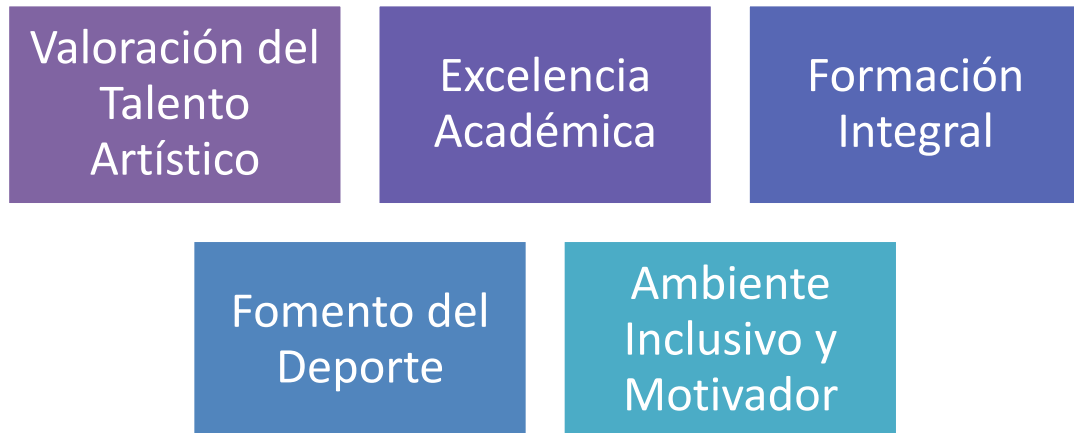 Valoración del
Talento
Artístico
Excelencia
Académica
Formación
Integral
Fomento del
Deporte
Ambiente
Inclusivo y
Motivador